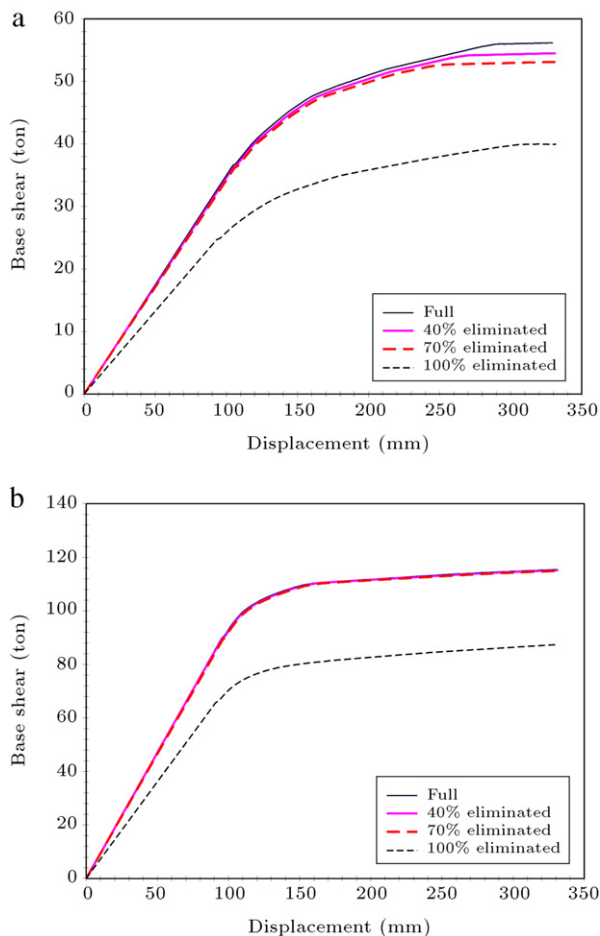 a
60
50
40
30
20
10
0
Base shear (ton)
Full
40% eliminated
70% eliminated
100% eliminated
0 50 100 150 200 250 300 350
Displacement (mm)
b
140
120
100
80
60
40
20
0
Base shear (ton)
Full
40% eliminated
70% eliminated
100% eliminated
0 50 100 150 200 250 300 350
Displacement (mm)